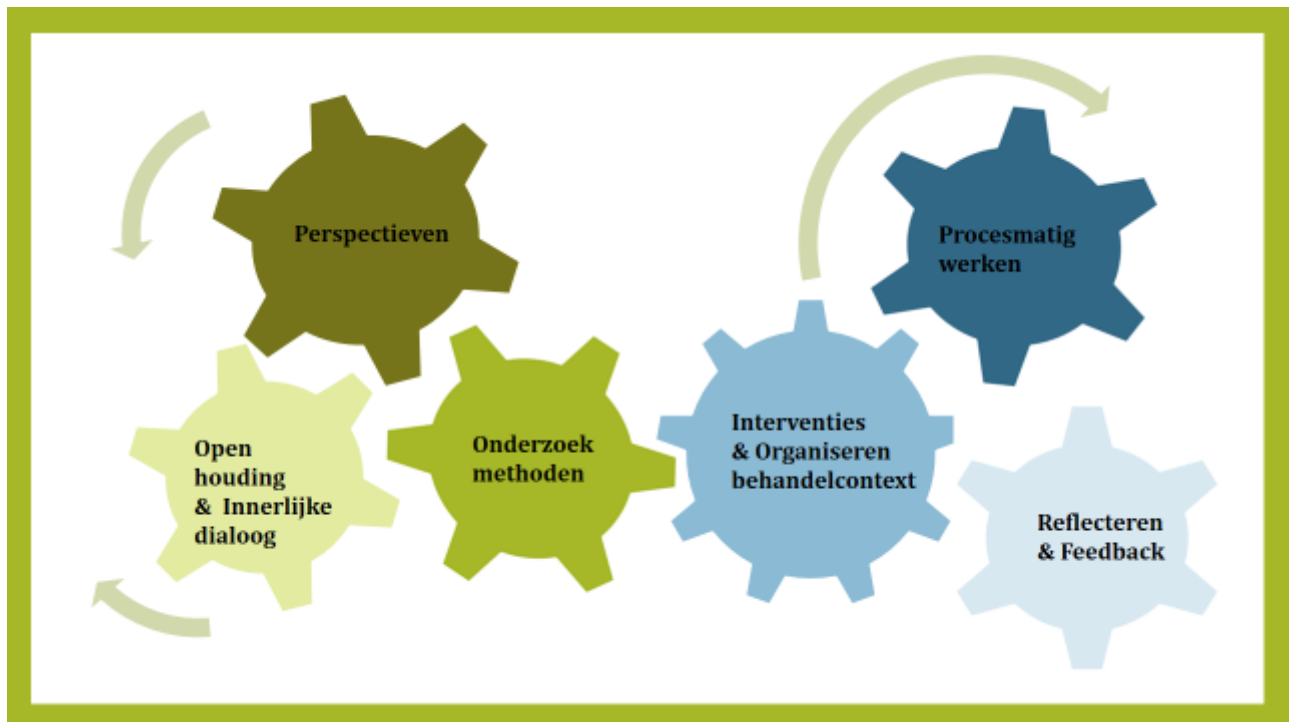 Perspectieven
Procesmatig
werken
Open
houding
& Innerlijke
dialoog
Onderzoek
methoden
Interventies
& Organiseren
behandelcontext
Reflecteren
& Feedback